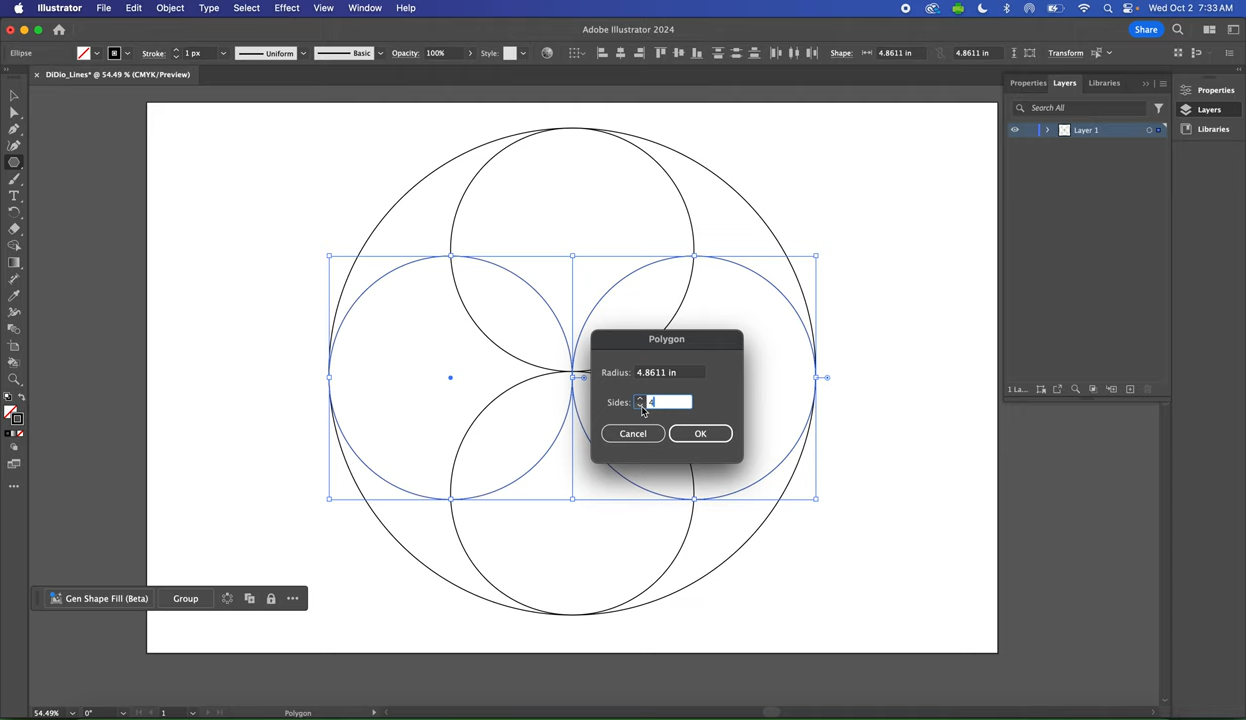 Illustrator File Edit Object Type Select Effect View Window Help Wed Oct 2 7:33 AM
Adobe Illustrator 2024 Share
Ellipse Stroke: 1 px Uniform Basic Opacity: 100% Style: Shape: 4.8611 in 4.8611 in Transform
DiDio_Lines* @ 54.49 % (CMYK/Preview)
Properties Layers Libraries
Search All
Layer 1
Properties
Layers
Libraries
Polygon
Radius: 4.8611 in
Sides: 4
Cancel OK
1 La...
Gen Shape Fill (Beta) Group
54.49% 0° 1 Polygon